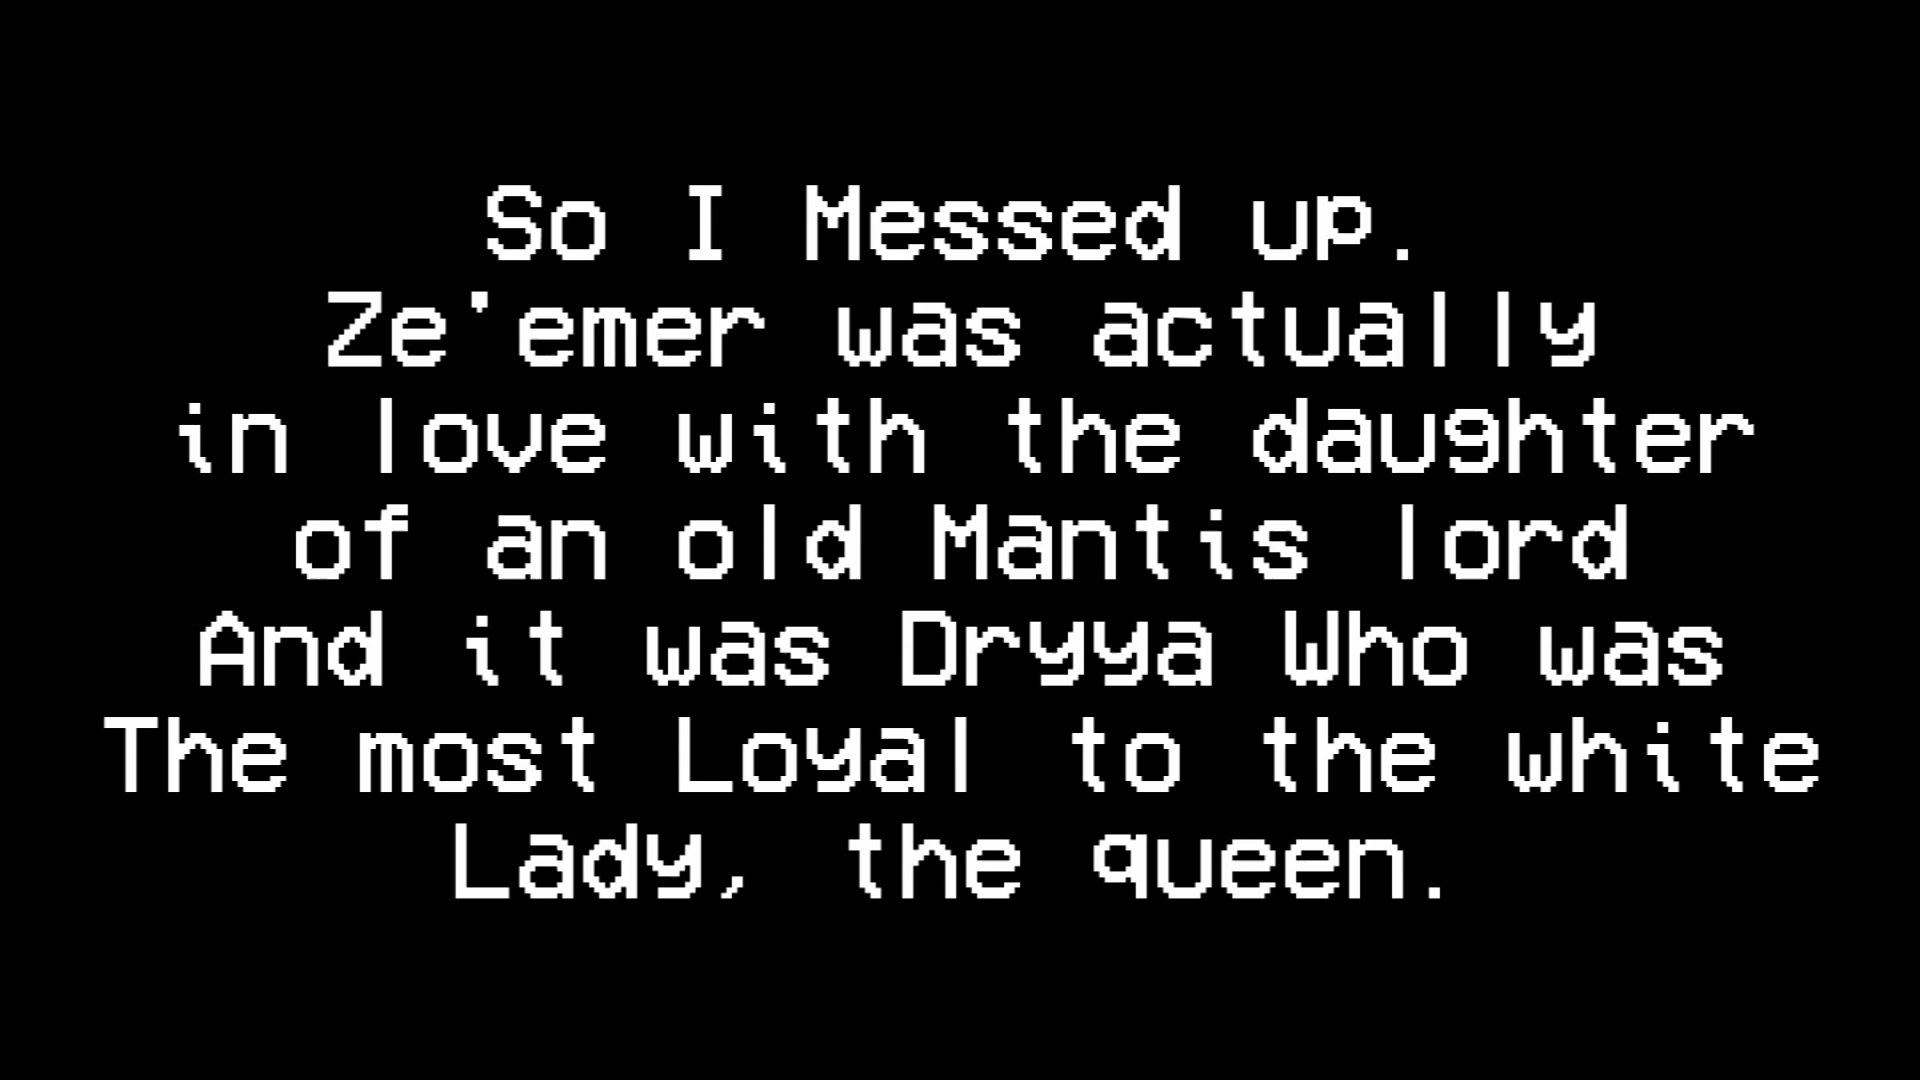 So I Messed up.
Ze'emer was actually
in love with the daughter
of an old Mantis lord
And it was Dryya Who was
The most Loyal to the white
Lady, the queen.